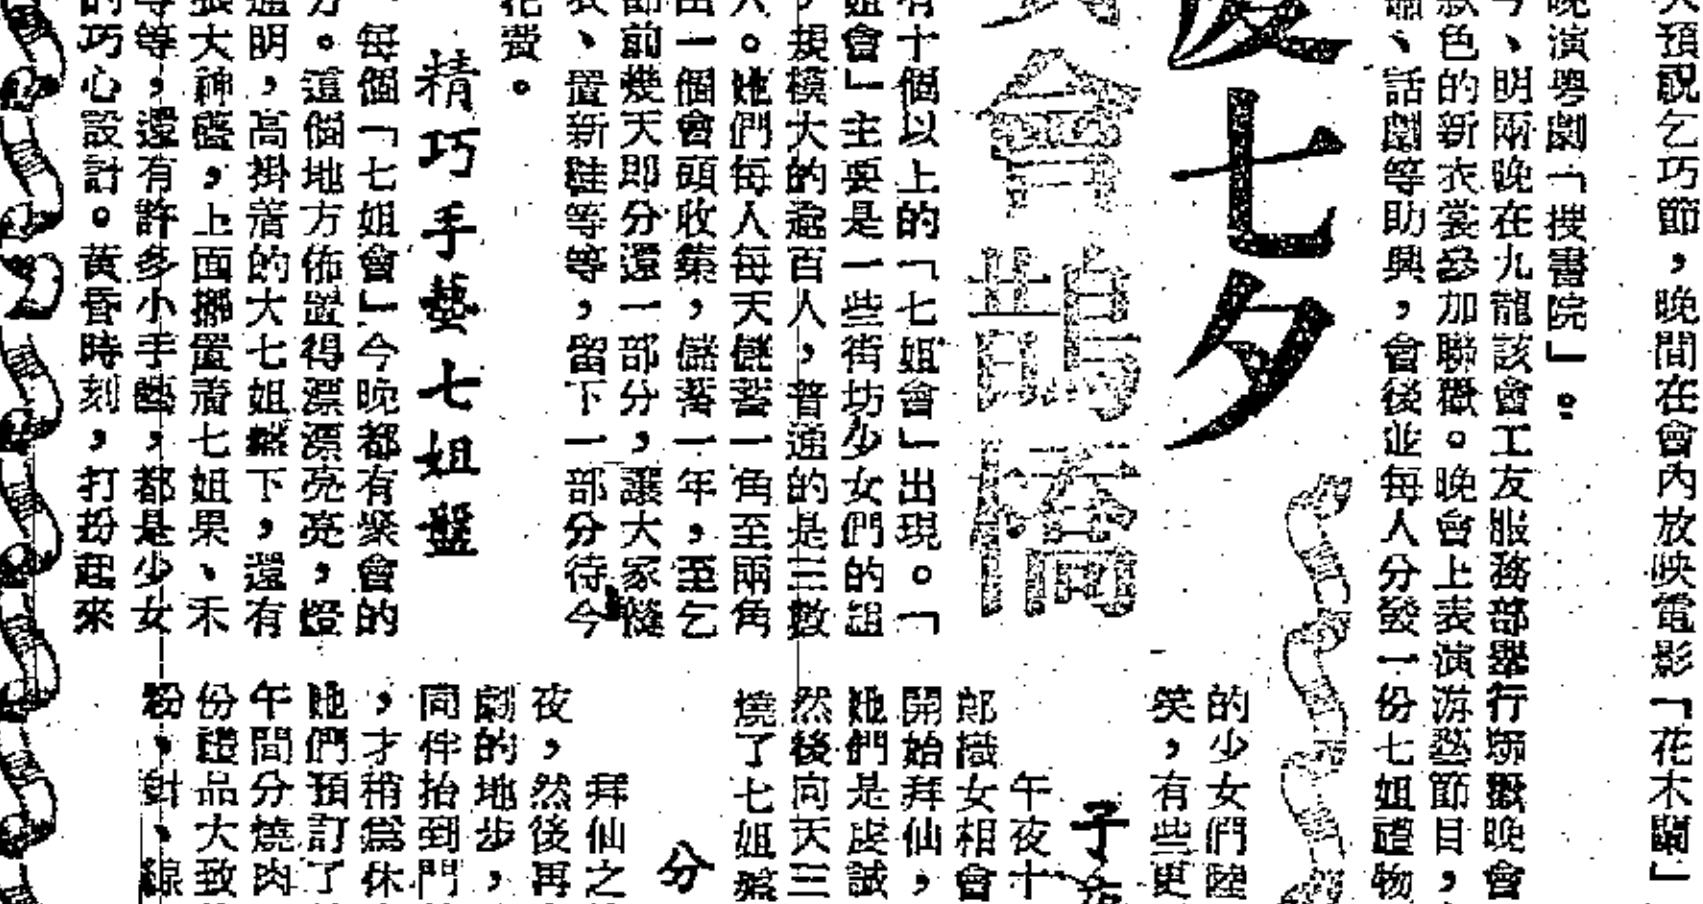 預祝乞巧節，晚間在會內放映電影「花木蘭」
晚演粵劇「搜書院」。
今、明兩晚在九龍該會工友服務部舉行聯歡晚會
款色的新衣裳參加聯歡。晚會上表演游藝節目，
、話劇等助興，會後並每人分發一份七姐禮物
慶七夕
會鵲橋
有十個以上的「七姐會」出現。「
姐會」主要是一些街坊少女們的組
，規模大的逾百人，普通的是三數
人。她們每人每天儲蓄一角至兩角
出一個會頭收集，儲蓄一年，至乞
節前幾天即分還一部分，讓大家縫
衣、置新鞋等等，留下一部分待今
花費。
精巧手藝七姐盤
每個「七姐會」今晚都有聚會的
方。這個地方佈置得漂漂亮亮，燈
通明，高掛着的大七姐盤下，還有
張大神檯，上面擺置着七姐果、禾
等等，還有許多小手藝，都是少女
的巧心設計。黃昏時刻，打扮起來
的少女們陸
笑，有些更
子夜
午夜十
郎織女相會
開始拜仙，
她們是虔誠
然後向天三
燒了七姐盤
分
拜仙之
夜，然後再
劇的地步，
同伴抬到門
，才稍為休
她們預訂了
午間分燒肉
份禮品大致
粉，針、線